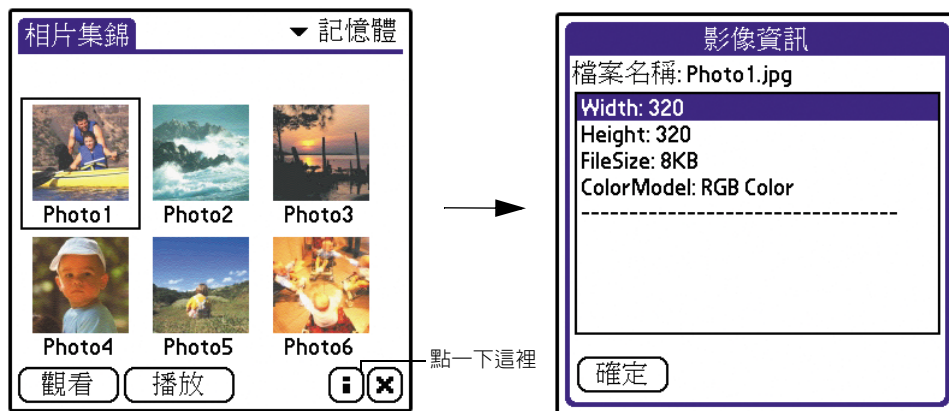 相片集錦
記憶體
Photo1 Photo2 Photo3
Photo4 Photo5 Photo6
觀看 播放 i x
點一下這裡
影像資訊
檔案名稱: Photo1.jpg
Width: 320
Height: 320
FileSize: 8KB
ColorModel: RGB Color
---------------------------------
確定